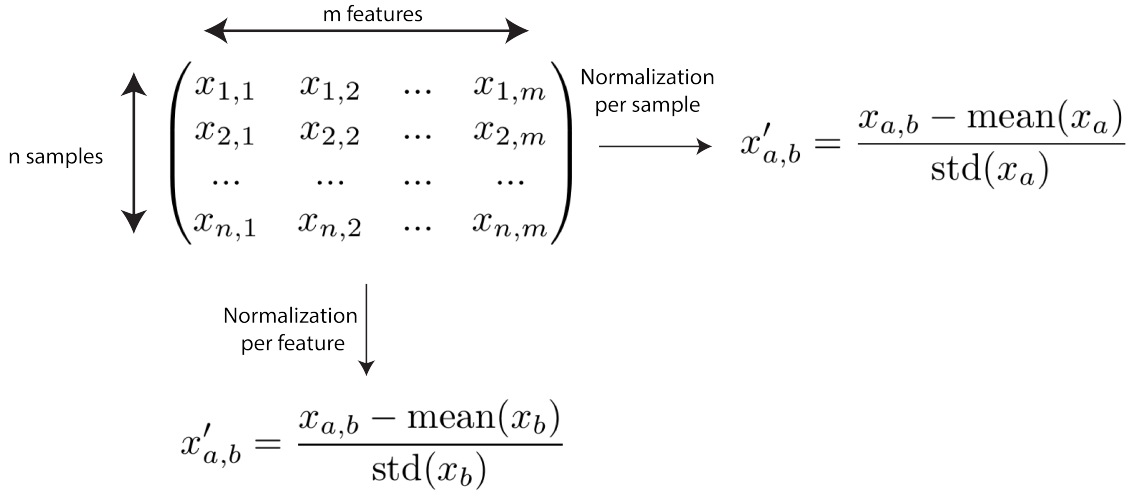 m features
n samples
x_{1,1} x_{1,2} ... x_{1,m}
x_{2,1} x_{2,2} ... x_{2,m}
... ... ... ...
x_{n,1} x_{n,2} ... x_{n,m}
Normalization
per sample
x'_{a,b} = \frac{x_{a,b} - mean(x_a)}{std(x_a)}
Normalization
per feature
x'_{a,b} = \frac{x_{a,b} - mean(x_b)}{std(x_b)}